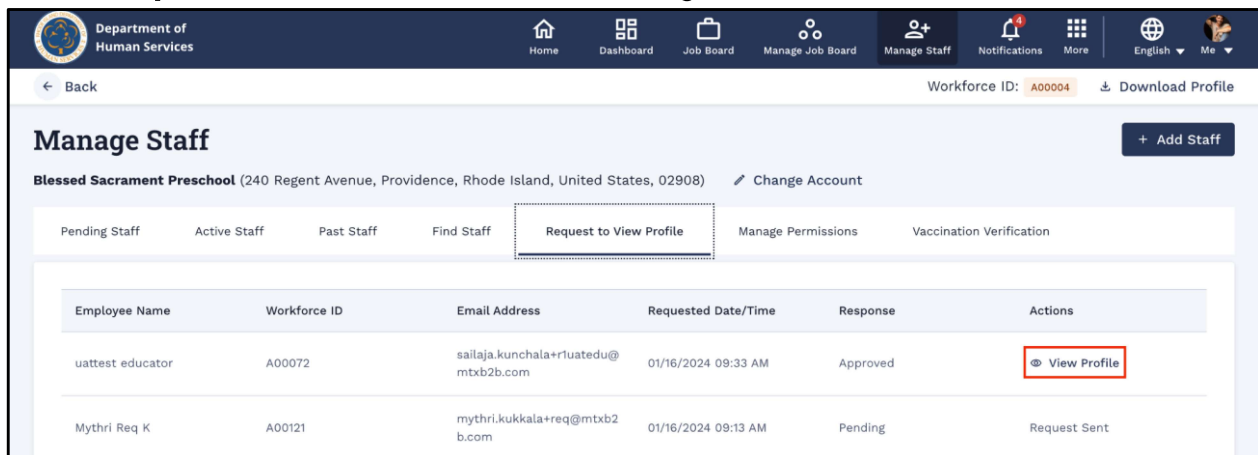 Department of
Human Services
Home
Dashboard
Job Board
Manage Job Board
Manage Staff
4
Notifications
More
English
Me
Back
Workforce ID: A00004
Download Profile
Manage Staff
+ Add Staff
Blessed Sacrament Preschool (240 Regent Avenue, Providence, Rhode Island, United States, 02908)
Change Account
Pending Staff
Active Staff
Past Staff
Find Staff
Request to View Profile
Manage Permissions
Vaccination Verification
Employee Name
Workforce ID
Email Address
Requested Date/Time
Response
Actions
uattest educator
A00072
sailaja.kunchala+r1uatedu@
mtxb2b.com
01/16/2024 09:33 AM
Approved
View Profile
Mythri Req K
A00121
mythri.kukkala+req@mtxb2
b.com
01/16/2024 09:13 AM
Pending
Request Sent